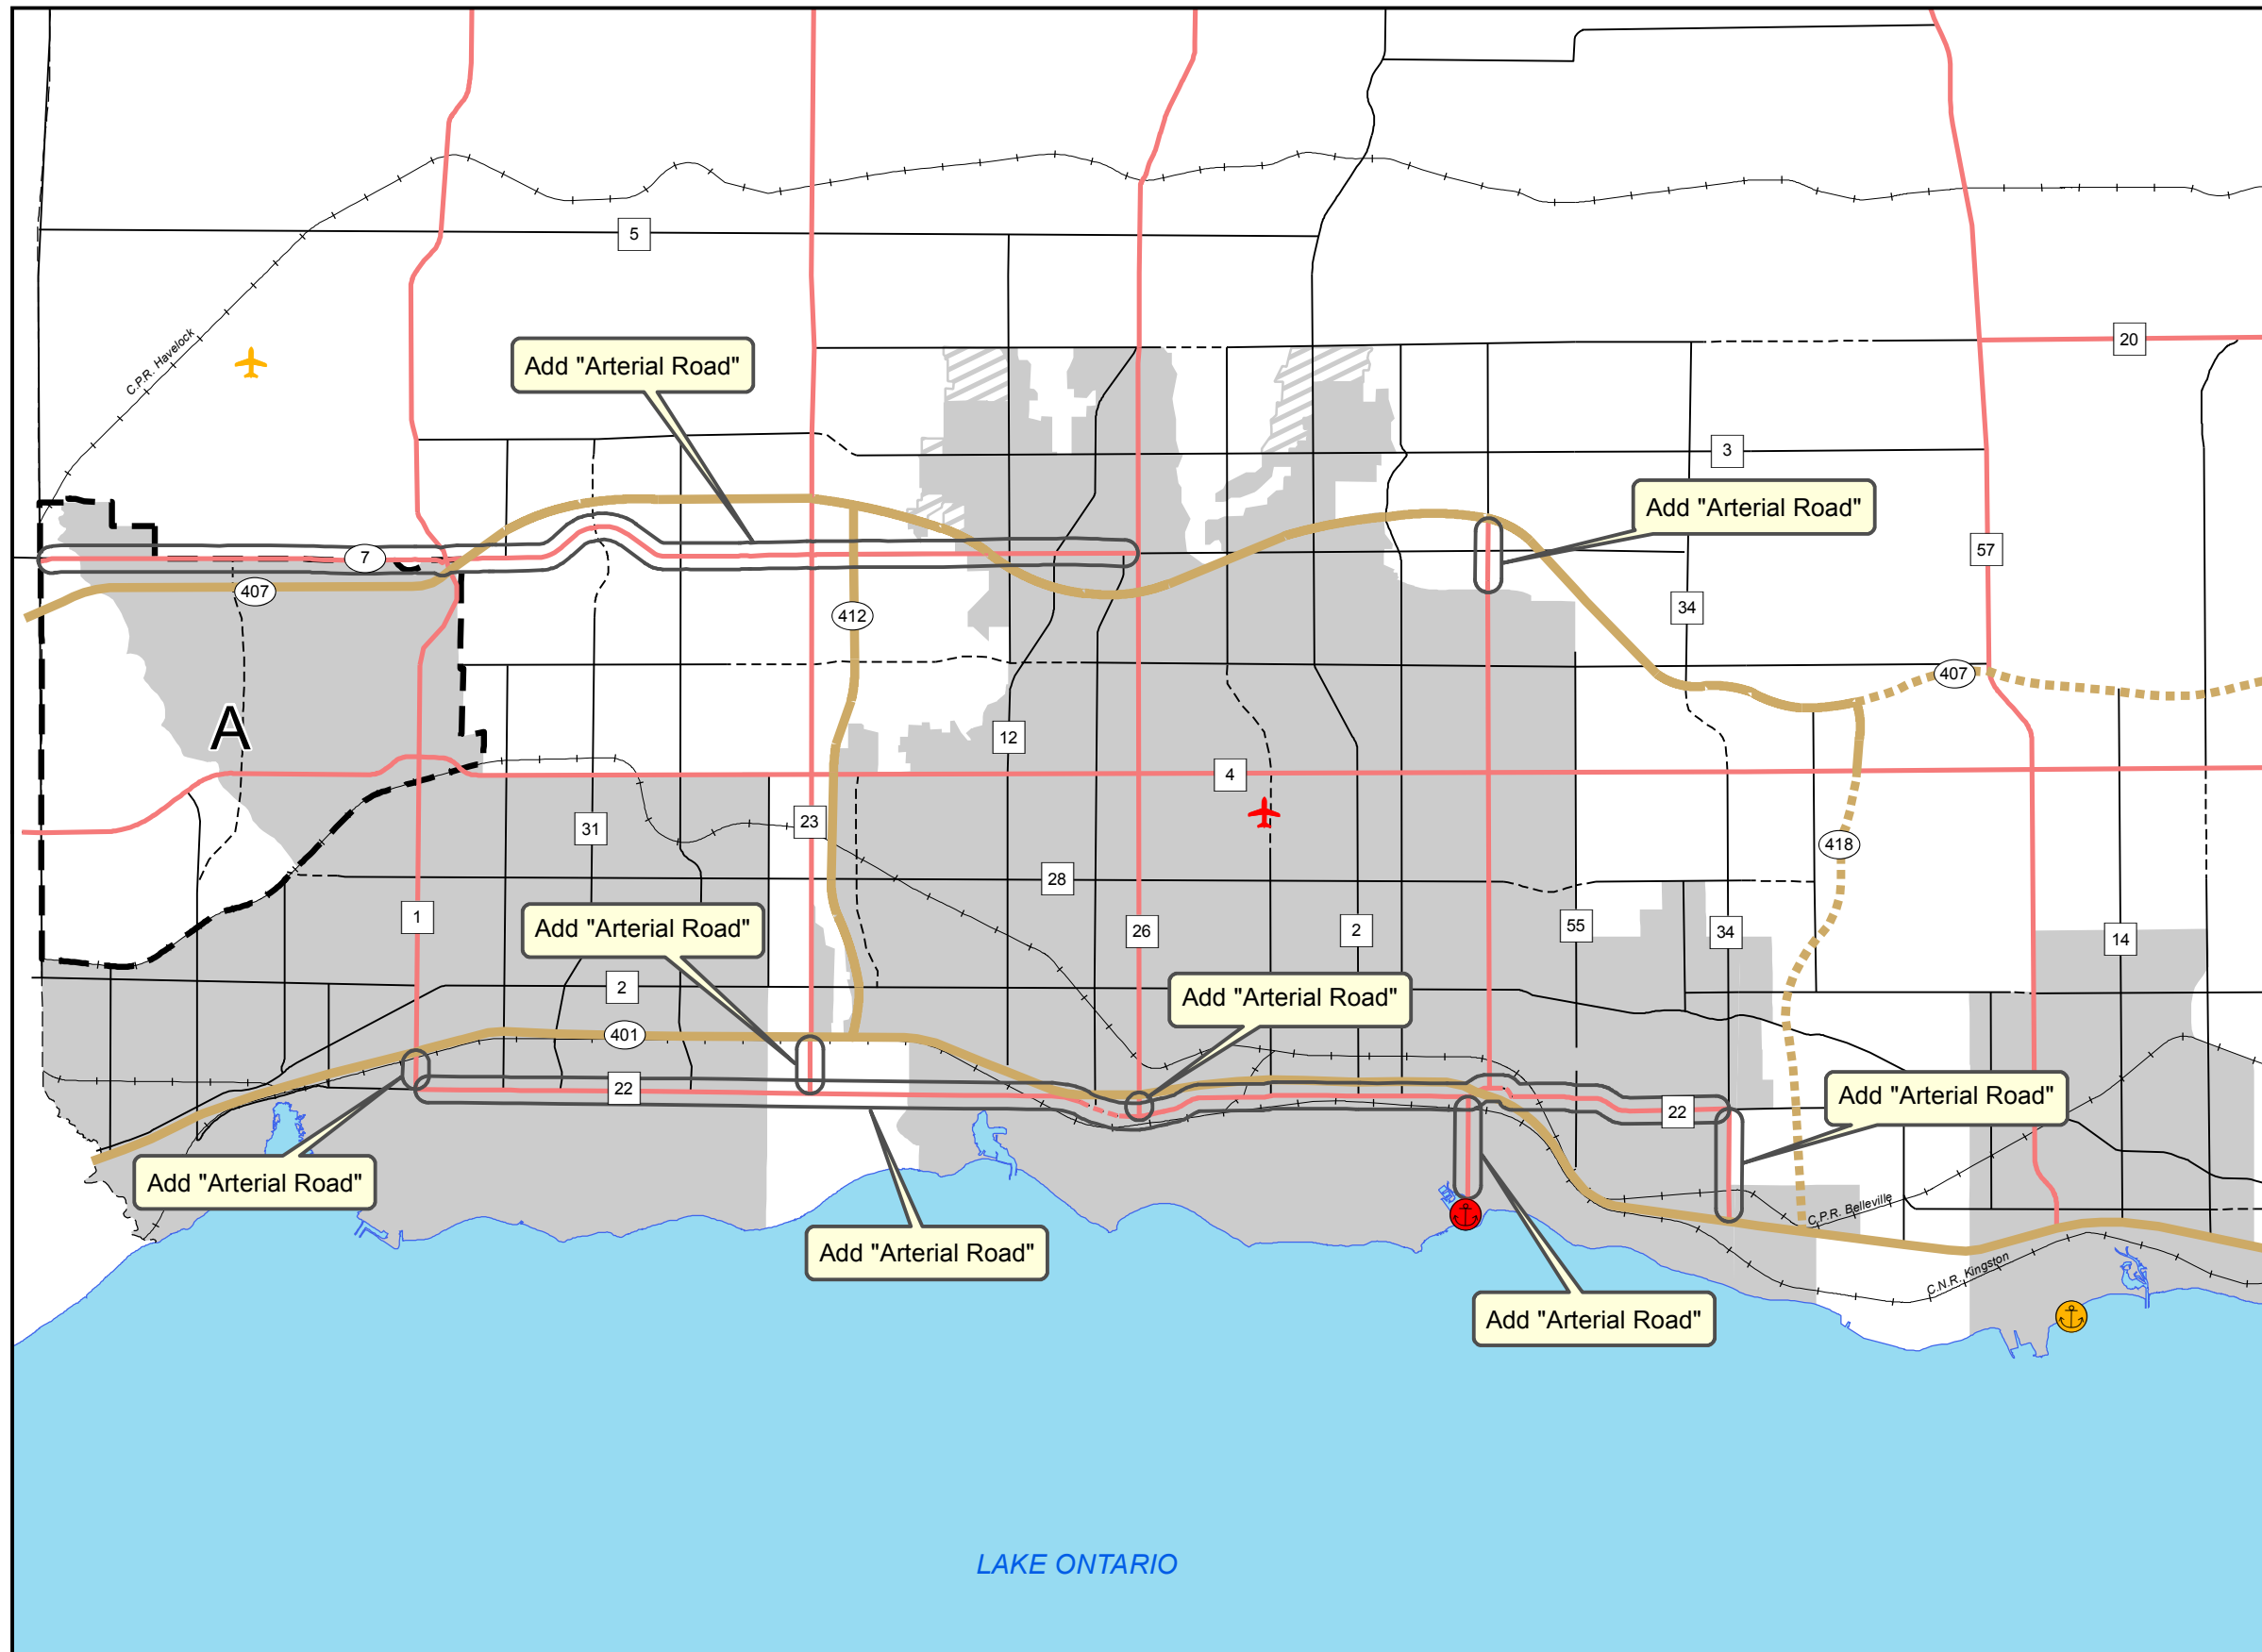 5
20
C.P.R. Havelock
Add "Arterial Road"
3
Add "Arterial Road"
7
57
407
34
412
407
A
12
4
31
23
418
28
1
Add "Arterial Road"
26
2
55
34
14
2
Add "Arterial Road"
401
22
22
Add "Arterial Road"
Add "Arterial Road"
C.P.R. Belleville
Add "Arterial Road"
C.N.R. Kingston
Add "Arterial Road"
LAKE ONTARIO